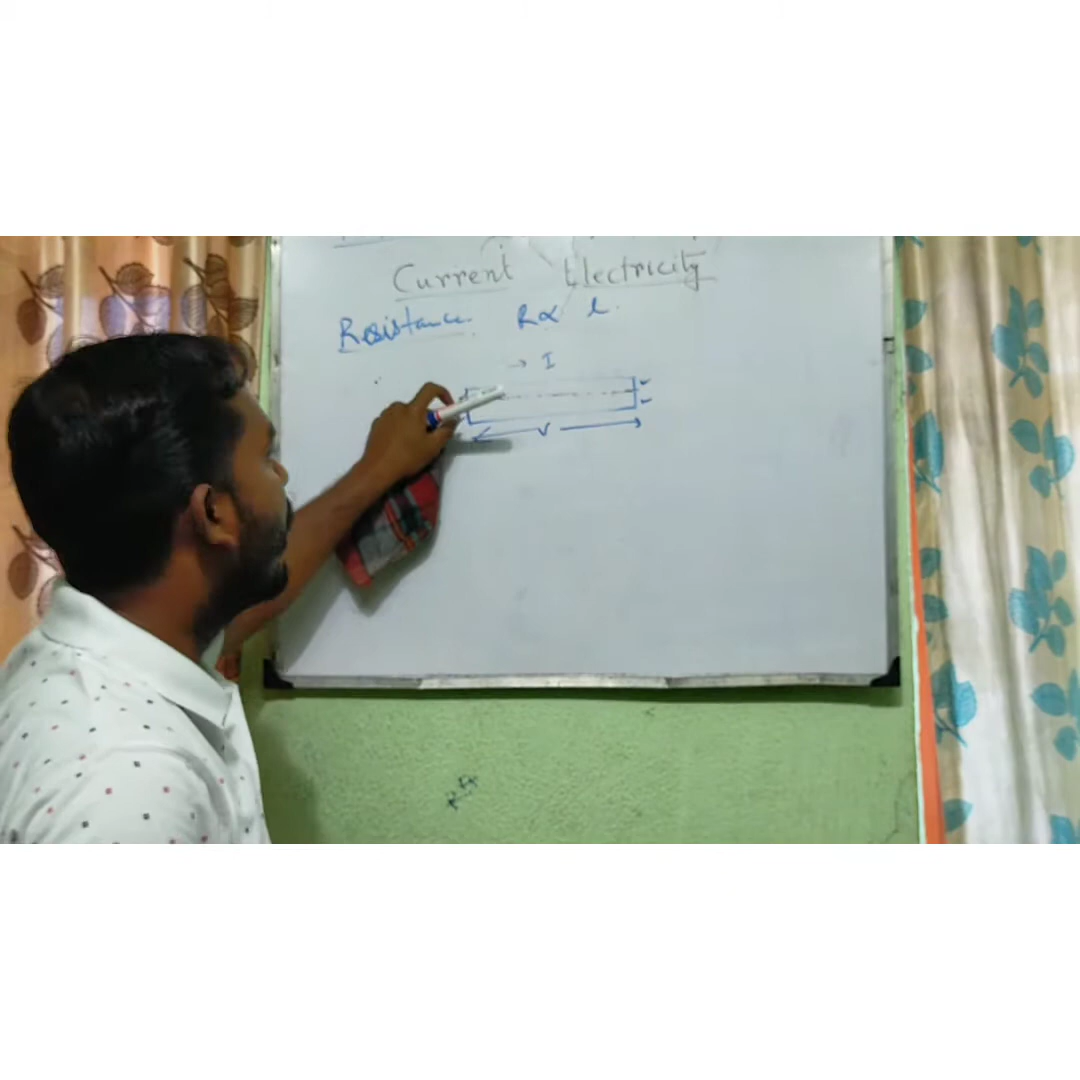 Current Electricity
Resistance. R∝ l.
→ I
V